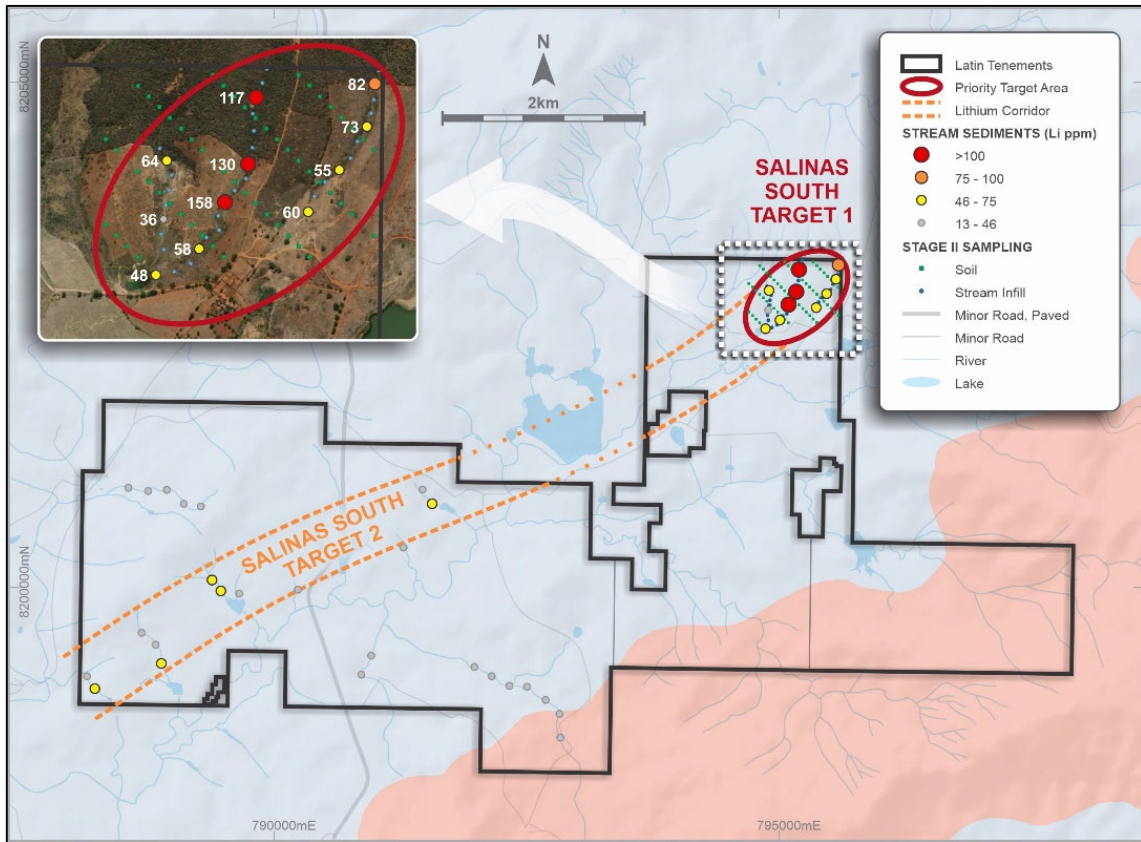 N
2km
8205000mN
8200000mN
790000mE
795000mE
117
82
73
64
130
55
36
158
60
58
48
SALINAS
SOUTH
TARGET 1
SALINAS SOUTH
TARGET 2
Latin Tenements
Priority Target Area
Lithium Corridor
STREAM SEDIMENTS (Li ppm)
>100
75 - 100
46 - 75
13 - 46
STAGE II SAMPLING
Soil
Stream Infill
Minor Road, Paved
Minor Road
River
Lake